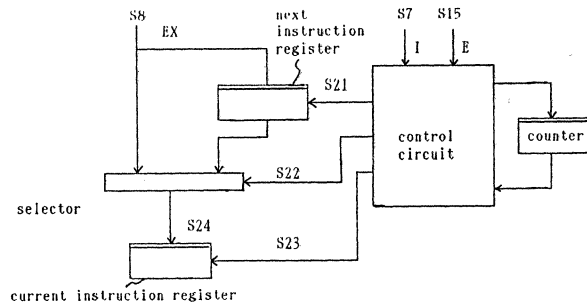 S8
EX
next
instruction
register
S7
S15
I
E
S21
control
circuit
counter
S22
selector
S24
S23
current instruction register